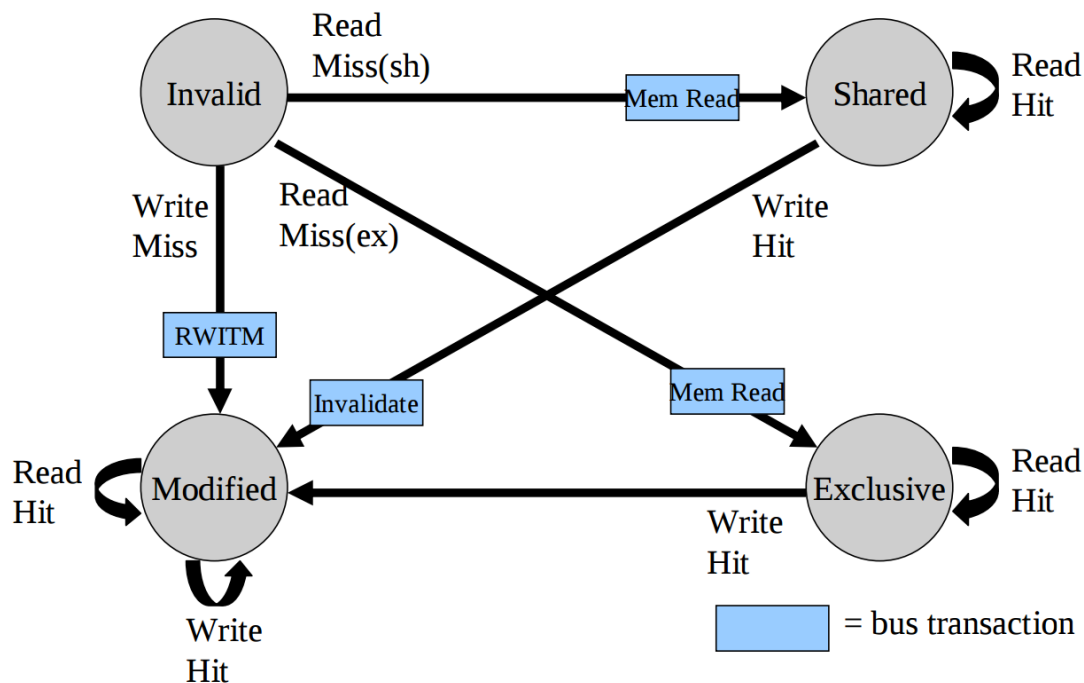 Read
Miss(sh)
Invalid
Mem Read
Shared
Read
Hit
Write
Miss
Read
Miss(ex)
Write
Hit
RWITM
Invalidate
Mem Read
Read
Hit
Modified
Exclusive
Read
Hit
Write
Hit
Write
Hit
= bus transaction